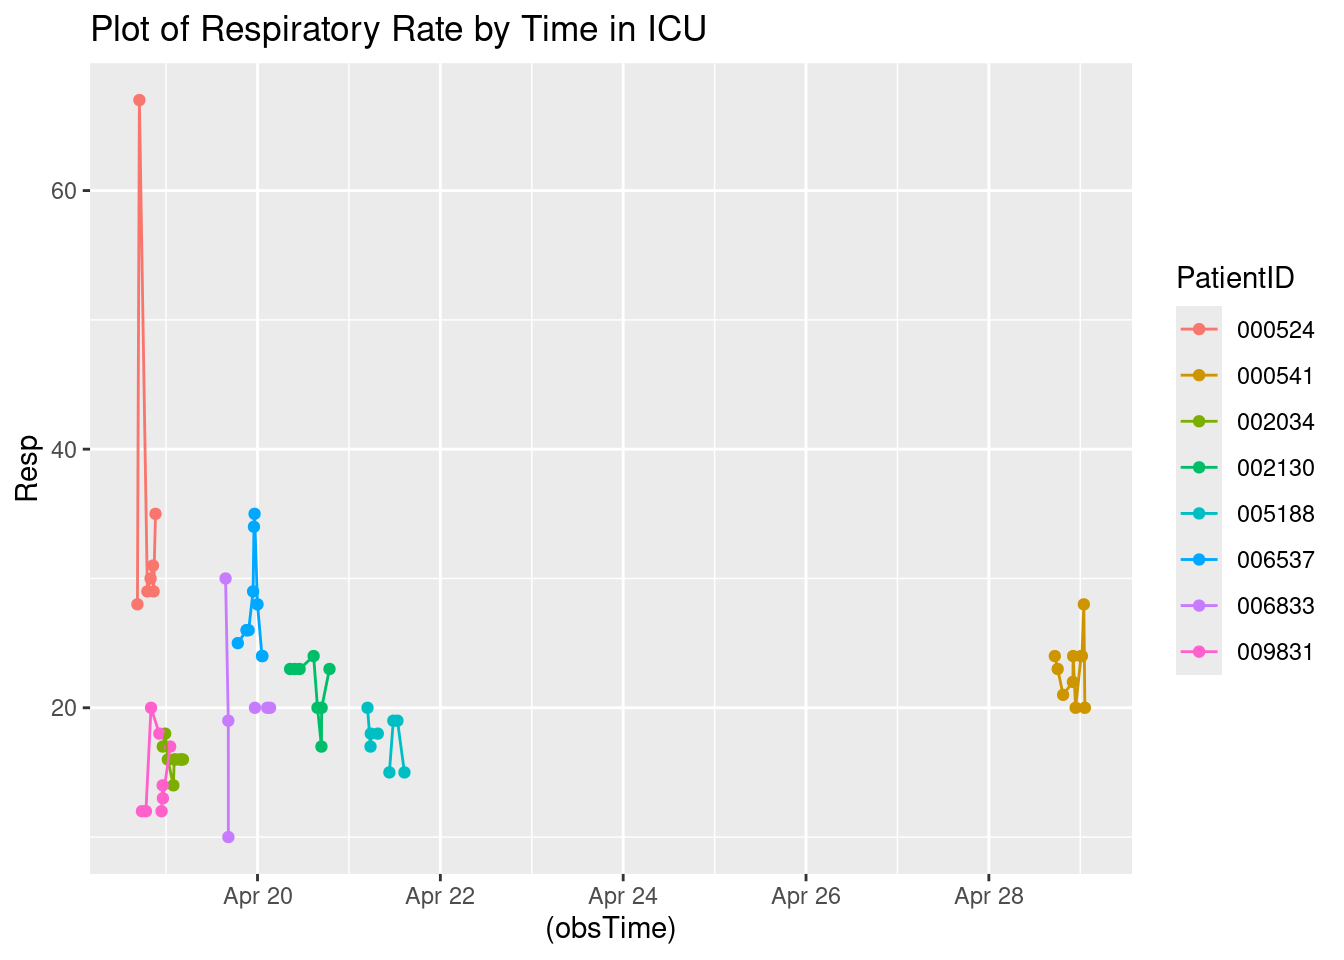 Plot of Respiratory Rate by Time in ICU
60
40
20
Resp
Apr 20
Apr 22
Apr 24
Apr 26
Apr 28
(obsTime)
PatientID
000524
000541
002034
002130
005188
006537
006833
009831